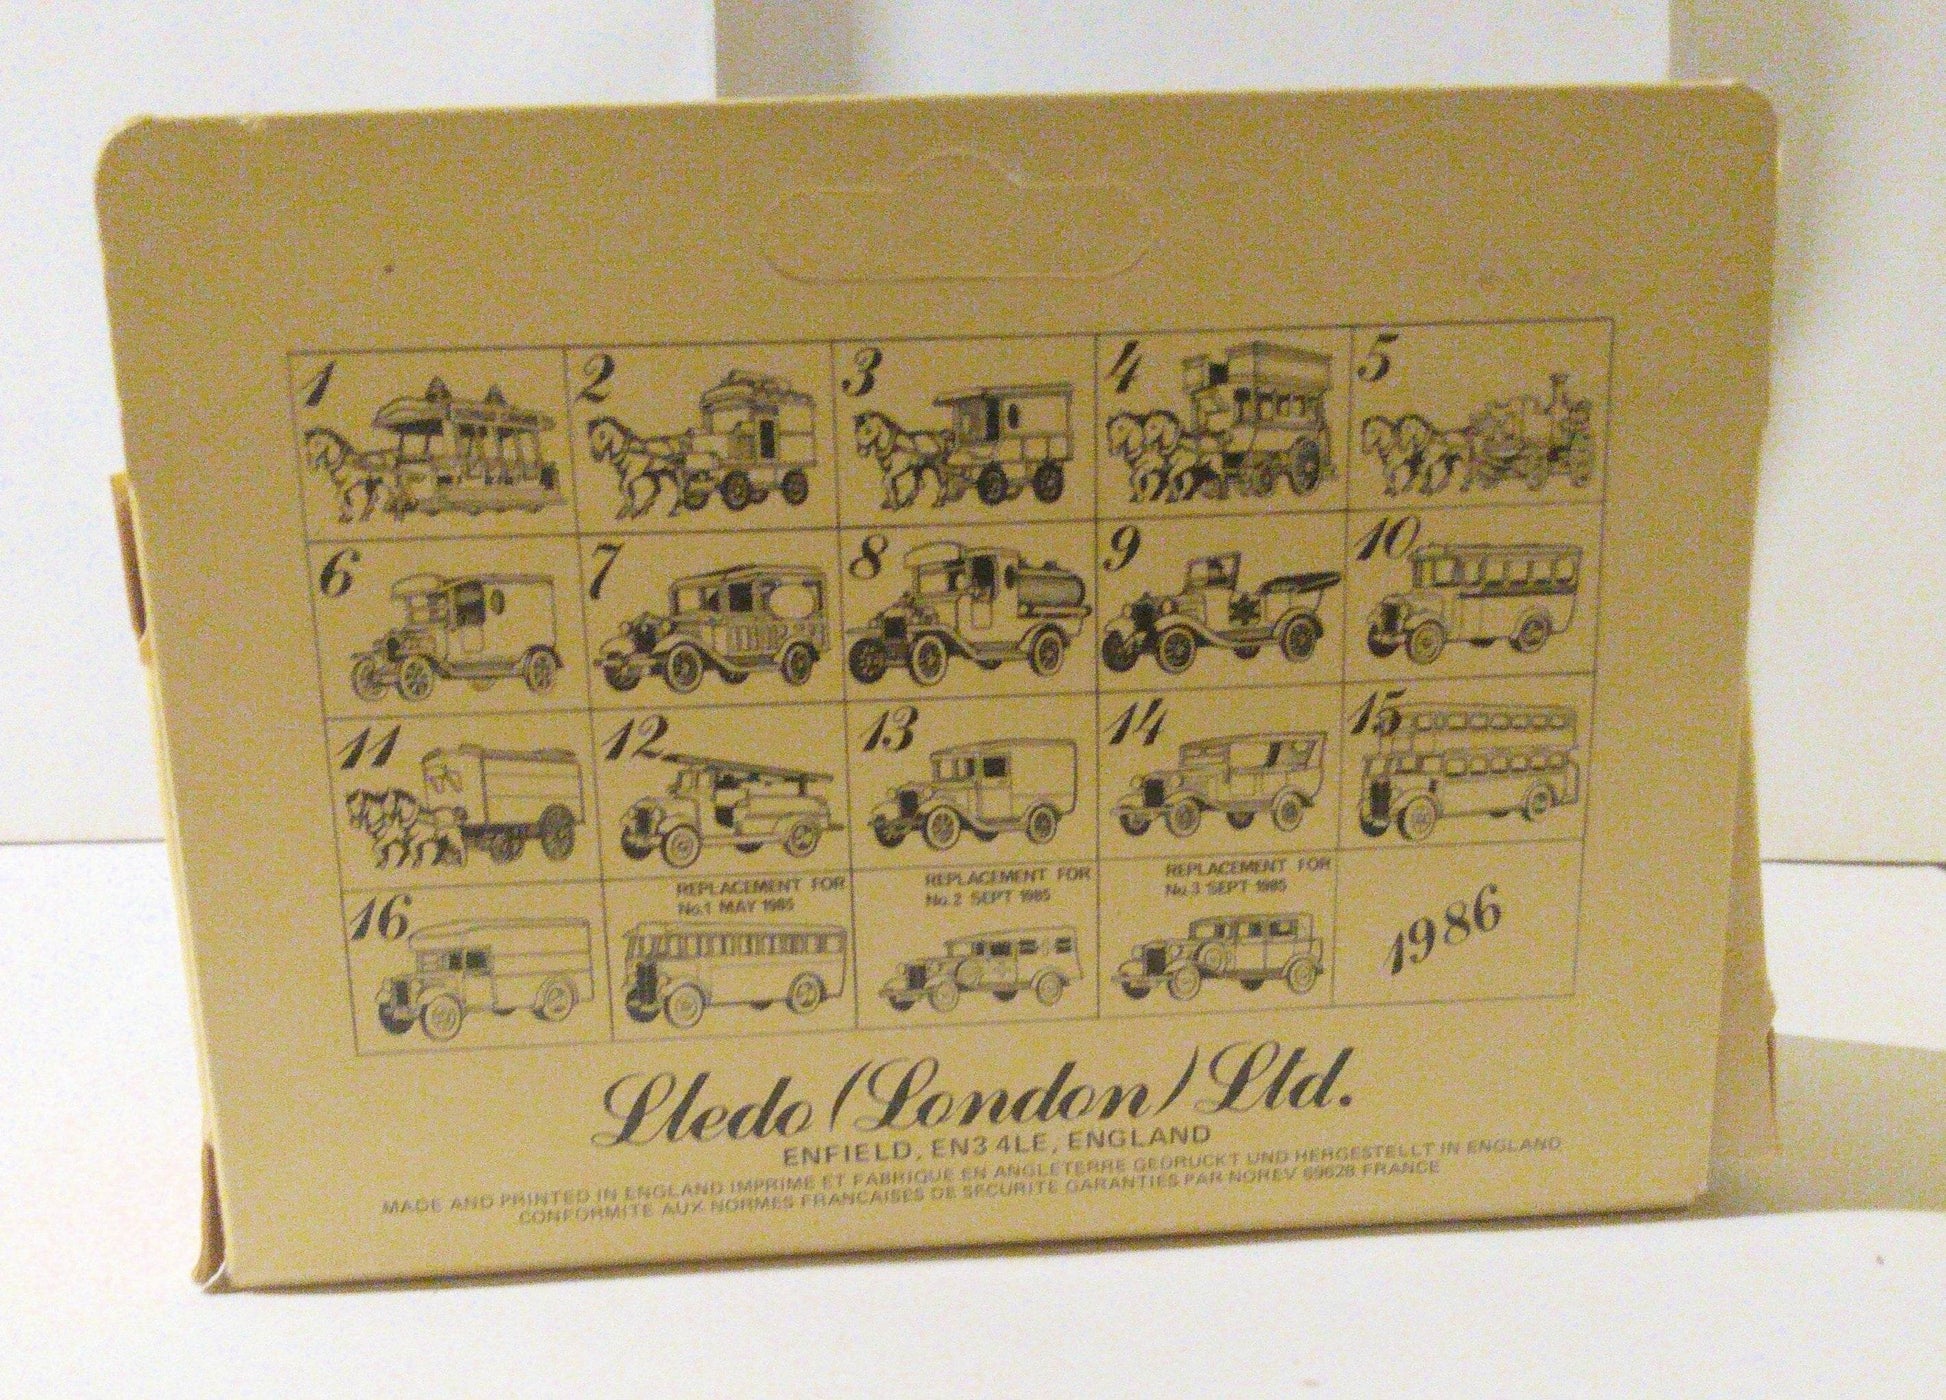 1 2 3 4 5
6 7 8 9 10
11 12 13 14 15
16
REPLACEMENT FOR
No.1 MAY 1985
REPLACEMENT FOR
No.2 SEPT 1985
REPLACEMENT FOR
No.3 SEPT 1985
1986
Lledo (London) Ltd.
ENFIELD, EN3 4LE, ENGLAND
MADE AND PRINTED IN ENGLAND IMPRIME ET FABRIQUE EN ANGLETERRE GEDRUCKT UND HERGESTELLT IN ENGLAND
CONFORMITE AUX NORMES FRANCAISES DE SECURITE GARANTIES PAR NOREV 69628 FRANCE